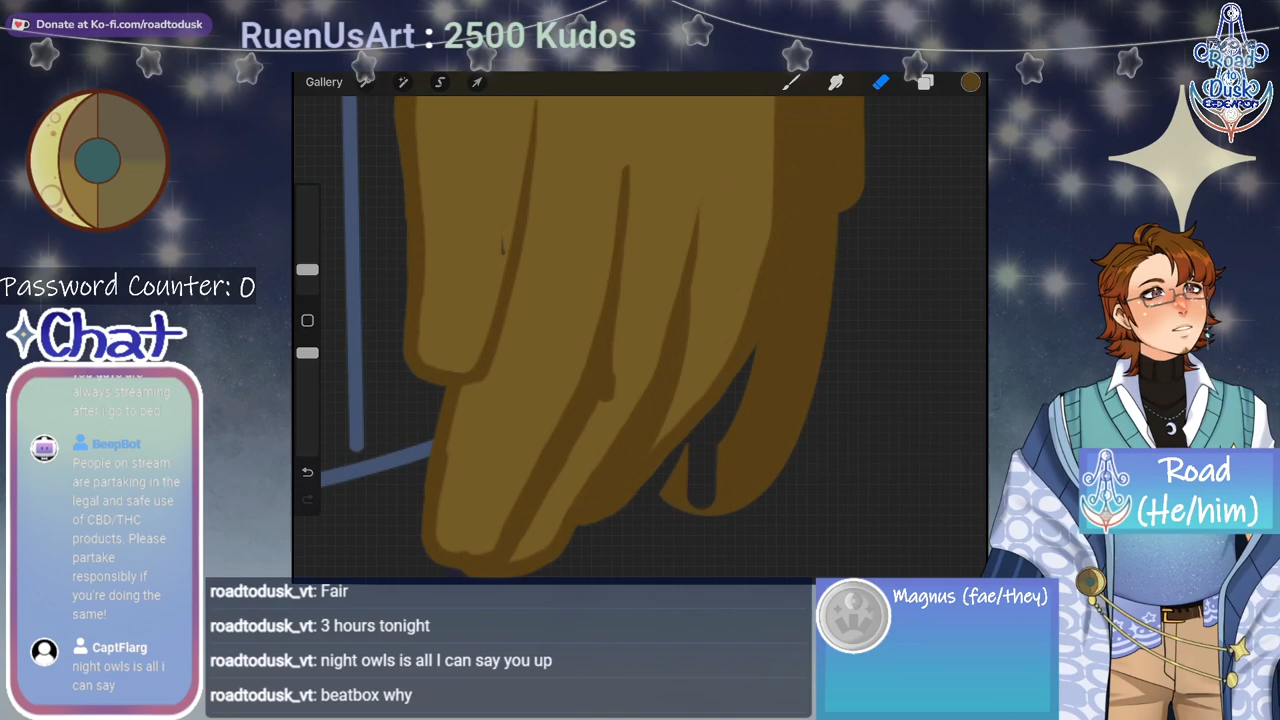 Donate at Ko-fi.com/roadtodusk
RuenUsArt : 2500 Kudos
Road
to
Dusk
Gallery
Password Counter: 0
Chat
always streaming
after i go to bed
BeepBot
People on stream
are partaking in the
legal and safe use
of CBD/THC
products. Please
partake
responsibly if
you're doing the
same!
CaptFlarg
night owls is all i
can say
roadtodusk_vt: Fair
roadtodusk_vt: 3 hours tonight
roadtodusk_vt: night owls is all I can say you up
roadtodusk_vt: beatbox why
Magnus (fae/they)
Road
(He/him)